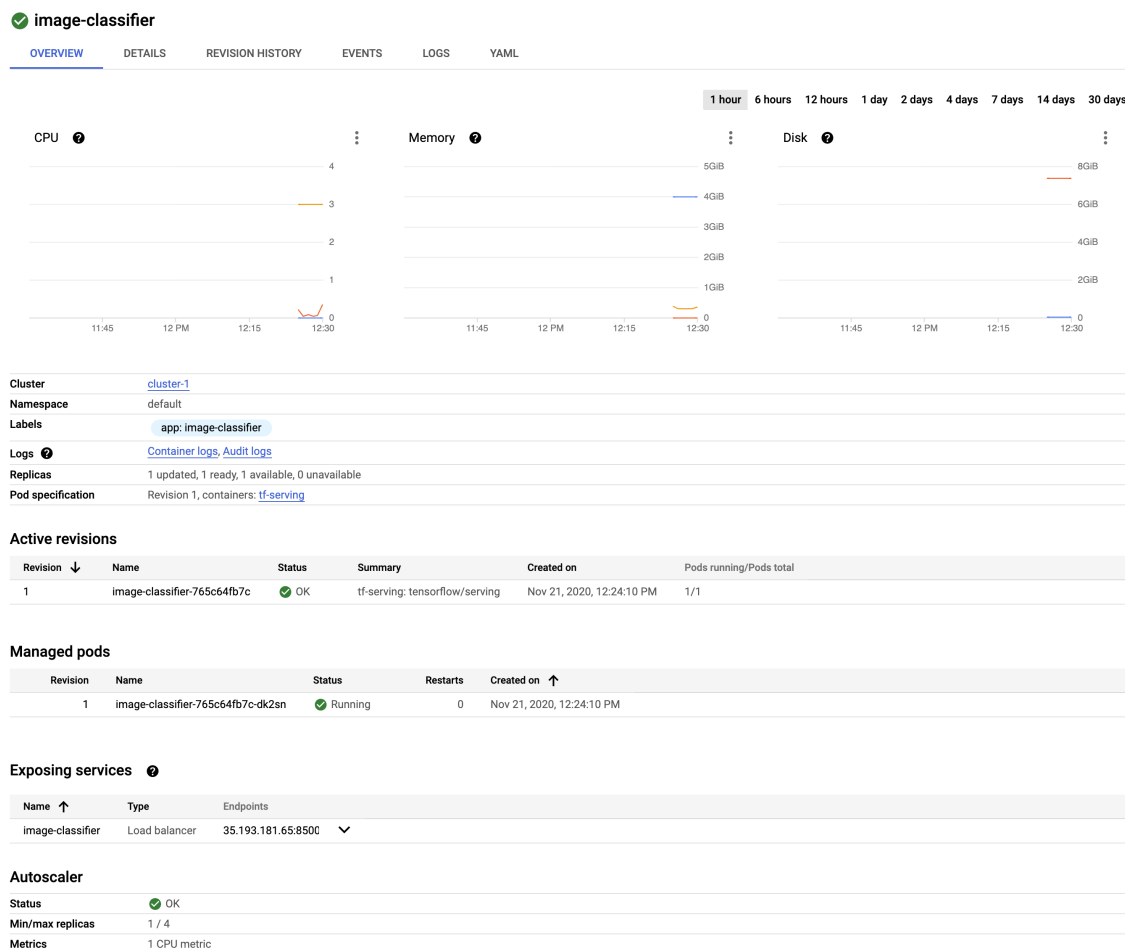 image-classifier
OVERVIEW DETAILS REVISION HISTORY EVENTS LOGS YAML
1 hour 6 hours 12 hours 1 day 2 days 4 days 7 days 14 days 30 days
CPU Memory Disk
4 5GiB 8GiB
4GiB
3 6GiB
3GiB
2 4GiB
2GiB
1 2GiB
1GiB
0 0 0
11:45 12 PM 12:15 12:30 11:45 12 PM 12:15 12:30 11:45 12 PM 12:15 12:30
Cluster cluster-1
Namespace default
Labels app: image-classifier
Logs Container logs, Audit logs
Replicas 1 updated, 1 ready, 1 available, 0 unavailable
Pod specification Revision 1, containers: tf-serving
Active revisions
Revision Name Status Summary Created on Pods running/Pods total
1 image-classifier-765c64fb7c OK tf-serving: tensorflow/serving Nov 21, 2020, 12:24:10 PM 1/1
Managed pods
Revision Name Status Restarts Created on
1 image-classifier-765c64fb7c-dk2sn Running 0 Nov 21, 2020, 12:24:10 PM
Exposing services
Name Type Endpoints
image-classifier Load balancer 35.193.181.65:8500
Autoscaler
Status OK
Min/max replicas 1 / 4
Metrics 1 CPU metric